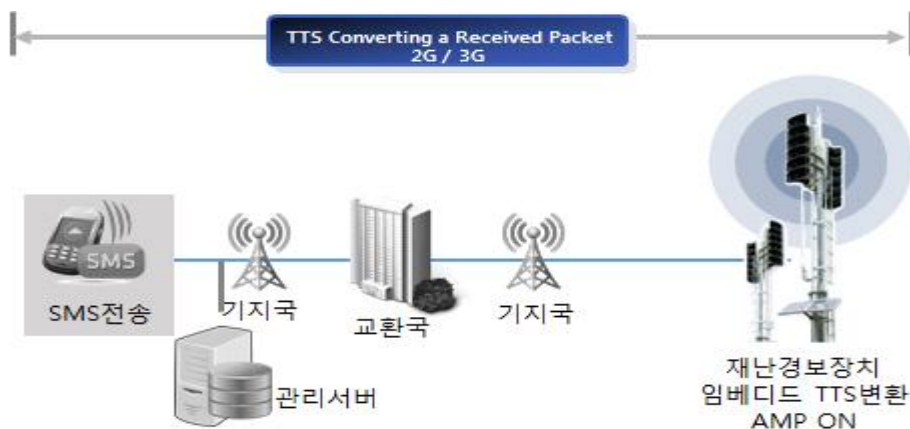 TTS Converting a Received Packet
2G / 3G
SMS
SMS전송
기지국
교환국
기지국
관리서버
재난경보장치
임베디드 TTS변환
AMP ON